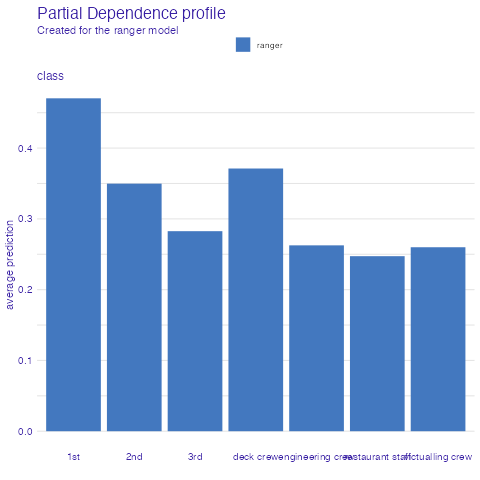 Partial Dependence profile
Created for the ranger model
ranger
class
average prediction
0.4
0.3
0.2
0.1
0.0
1st 2nd 3rd deck crew engineering crew restaurant staff victualling crew